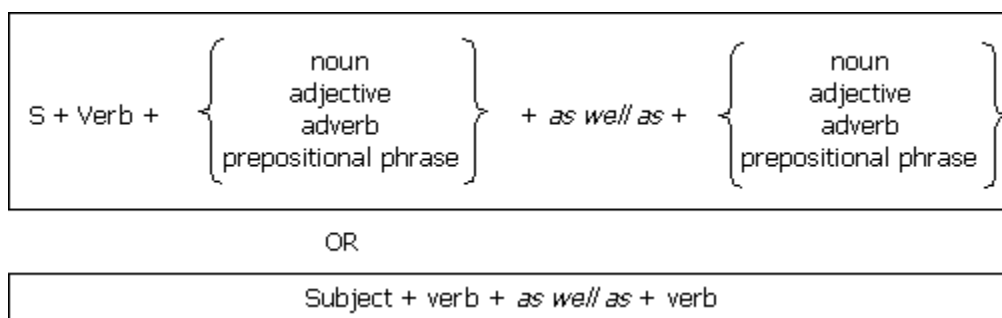 noun noun
adjective adjective
S + Verb + adverb + as well as + adverb
prepositional phrase prepositional phrase
OR
Subject + verb + as well as + verb